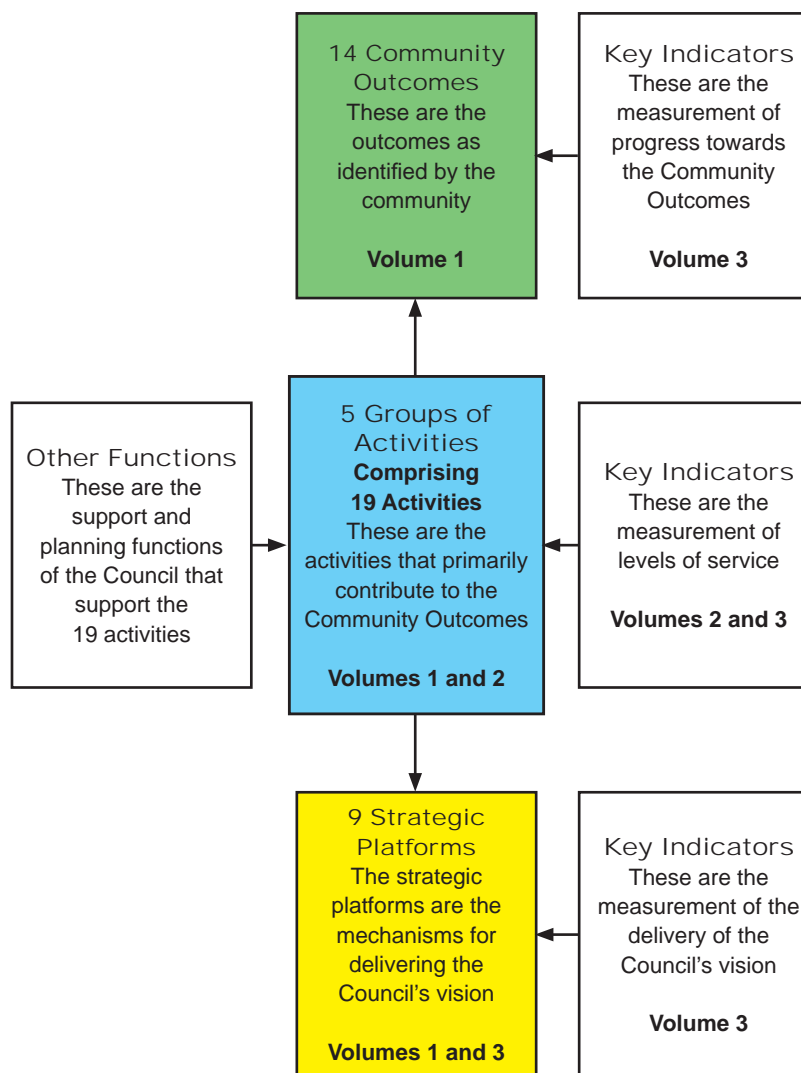 14 Community
Outcomes
These are the
outcomes as
identified by the
community
Volume 1
Key Indicators
These are the
measurement of
progress towards
the Community
Outcomes
Volume 3
Other Functions
These are the
support and
planning functions
of the Council that
support the
19 activities
5 Groups of
Activities
Comprising
19 Activities
These are the
activities that primarily
contribute to the
Community Outcomes
Volumes 1 and 2
Key Indicators
These are the
measurement of
levels of service
Volumes 2 and 3
9 Strategic
Platforms
The strategic
platforms are the
mechanisms for
delivering the
Council’s vision
Volumes 1 and 3
Key Indicators
These are the
measurement of the
delivery of the
Council’s vision
Volume 3